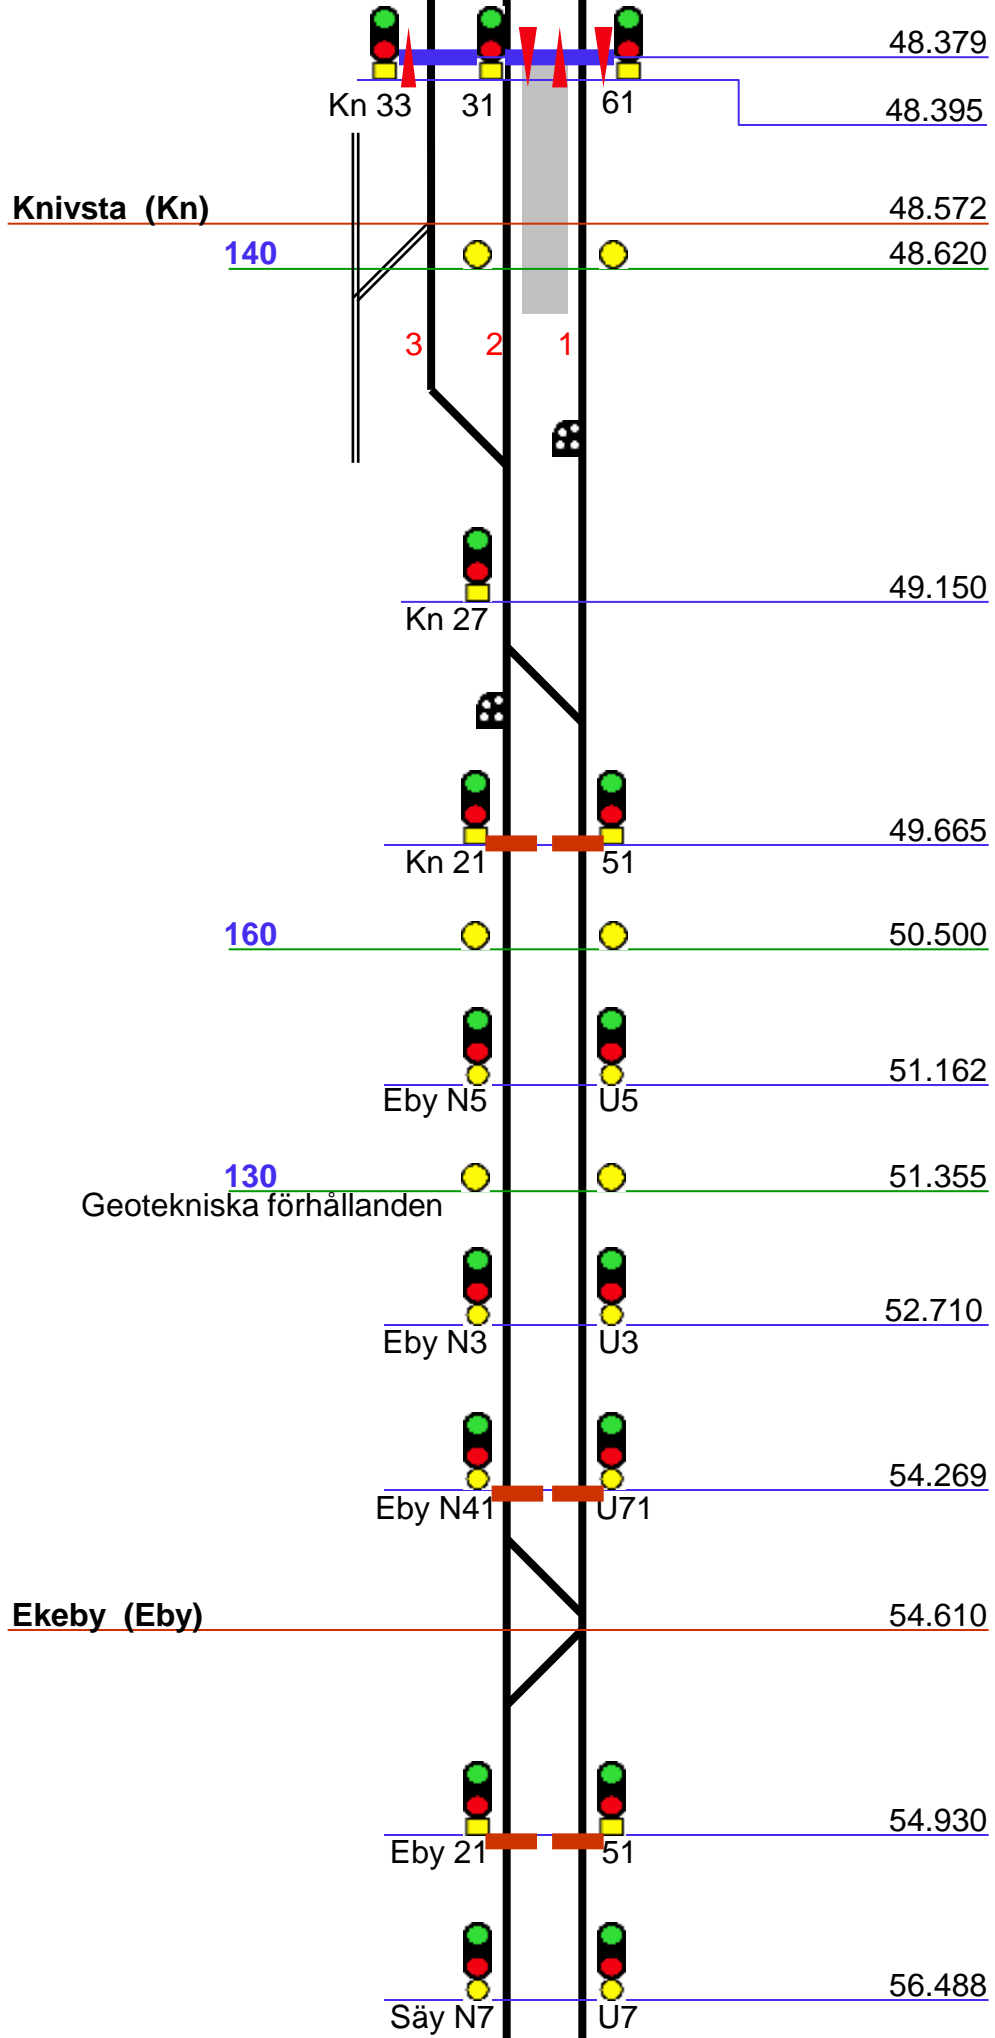 48.379
Kn 33 31 61
48.395
Knivsta (Kn) 48.572
140 48.620
3 2 1
49.150
Kn 27
49.665
Kn 21 51
160 50.500
51.162
Eby N5 U5
130 51.355
Geotekniska förhållanden
52.710
Eby N3 U3
54.269
Eby N41 U71
Ekeby (Eby) 54.610
54.930
Eby 21 51
56.488
Säy N7 U7